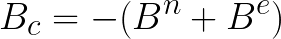 $B_c = -(B^n + B^e)$